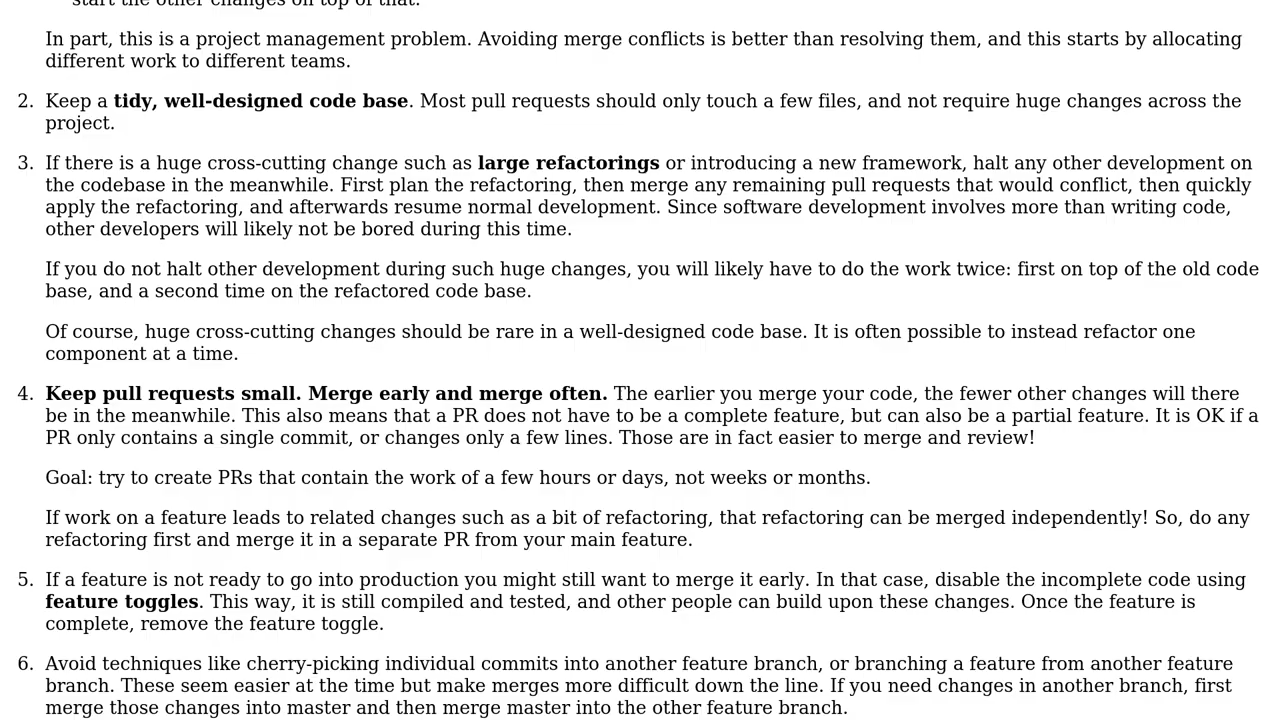 start the other changes on top of that.
In part, this is a project management problem. Avoiding merge conflicts is better than resolving them, and this starts by allocating
different work to different teams.
2. Keep a tidy, well-designed code base. Most pull requests should only touch a few files, and not require huge changes across the
project.
3. If there is a huge cross-cutting change such as large refactorings or introducing a new framework, halt any other development on
the codebase in the meanwhile. First plan the refactoring, then merge any remaining pull requests that would conflict, then quickly
apply the refactoring, and afterwards resume normal development. Since software development involves more than writing code,
other developers will likely not be bored during this time.
If you do not halt other development during such huge changes, you will likely have to do the work twice: first on top of the old code
base, and a second time on the refactored code base.
Of course, huge cross-cutting changes should be rare in a well-designed code base. It is often possible to instead refactor one
component at a time.
4. Keep pull requests small. Merge early and merge often. The earlier you merge your code, the fewer other changes will there
be in the meanwhile. This also means that a PR does not have to be a complete feature, but can also be a partial feature. It is OK if a
PR only contains a single commit, or changes only a few lines. Those are in fact easier to merge and review!
Goal: try to create PRs that contain the work of a few hours or days, not weeks or months.
If work on a feature leads to related changes such as a bit of refactoring, that refactoring can be merged independently! So, do any
refactoring first and merge it in a separate PR from your main feature.
5. If a feature is not ready to go into production you might still want to merge it early. In that case, disable the incomplete code using
feature toggles. This way, it is still compiled and tested, and other people can build upon these changes. Once the feature is
complete, remove the feature toggle.
6. Avoid techniques like cherry-picking individual commits into another feature branch, or branching a feature from another feature
branch. These seem easier at the time but make merges more difficult down the line. If you need changes in another branch, first
merge those changes into master and then merge master into the other feature branch.